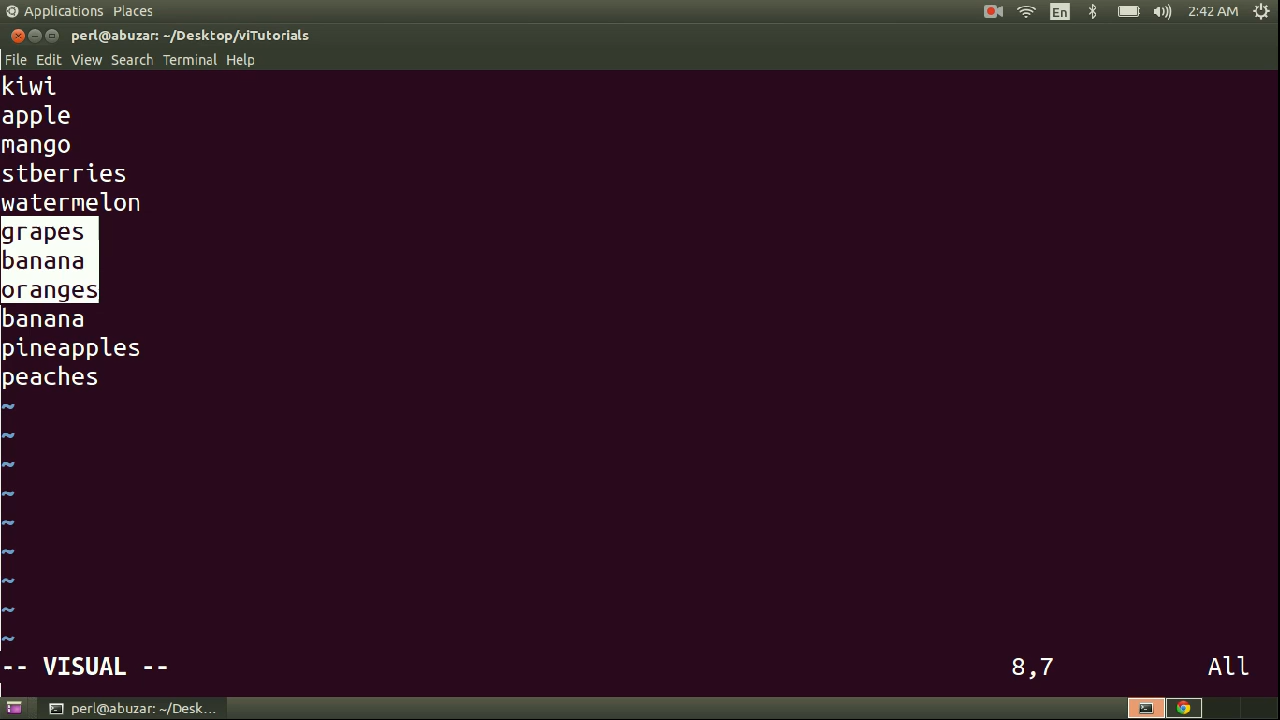 Applications Places En 2:42 AM
perl@abuzar: ~/Desktop/viTutorials
File Edit View Search Terminal Help
kiwi
apple
mango
stberries
watermelon
grapes
banana
oranges
banana
pineapples
peaches
~
~
~
~
~
~
~
~
~
-- VISUAL -- 8,7 All
perl@abuzar: ~/Desk...